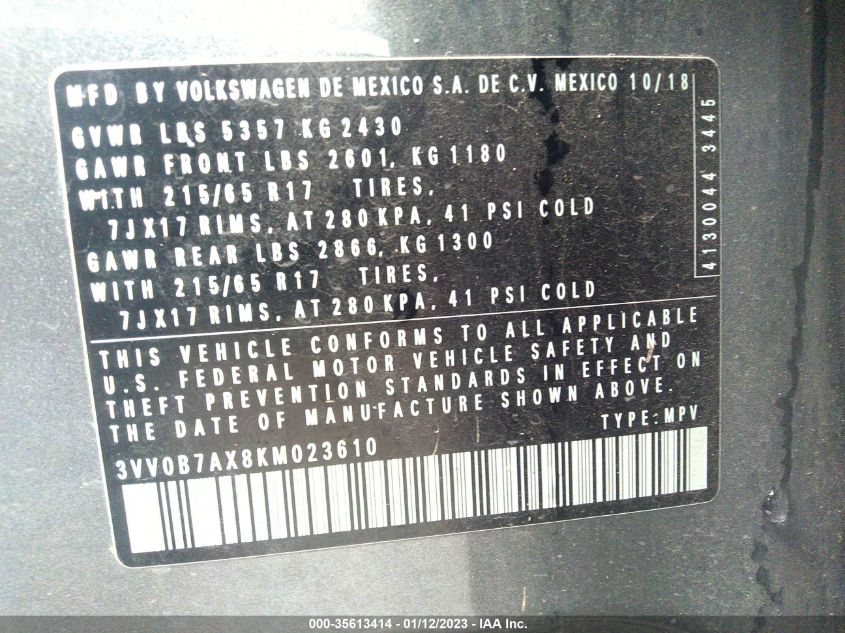 MFD BY VOLKSWAGEN DE MEXICO S.A. DE C.V. MEXICO 10/18
GVWR LBS 5357 KG 2430
GAWR FRONT LBS 2601, KG 1180
WITH 215/65 R17 TIRES,
7JX17 RIMS, AT 280 KPA, 41 PSI COLD
GAWR REAR LBS 2866, KG 1300
WITH 215/65 R17 TIRES,
7JX17 RIMS, AT 280 KPA, 41 PSI COLD
4130044 3445
THIS VEHICLE CONFORMS TO ALL APPLICABLE
U.S. FEDERAL MOTOR VEHICLE SAFETY AND
THEFT PREVENTION STANDARDS IN EFFECT ON
THE DATE OF MANUFACTURE SHOWN ABOVE.
TYPE: MPV
3VV0B7AX8KM023610
000-35613414 - 01/12/2023 - IAA Inc.